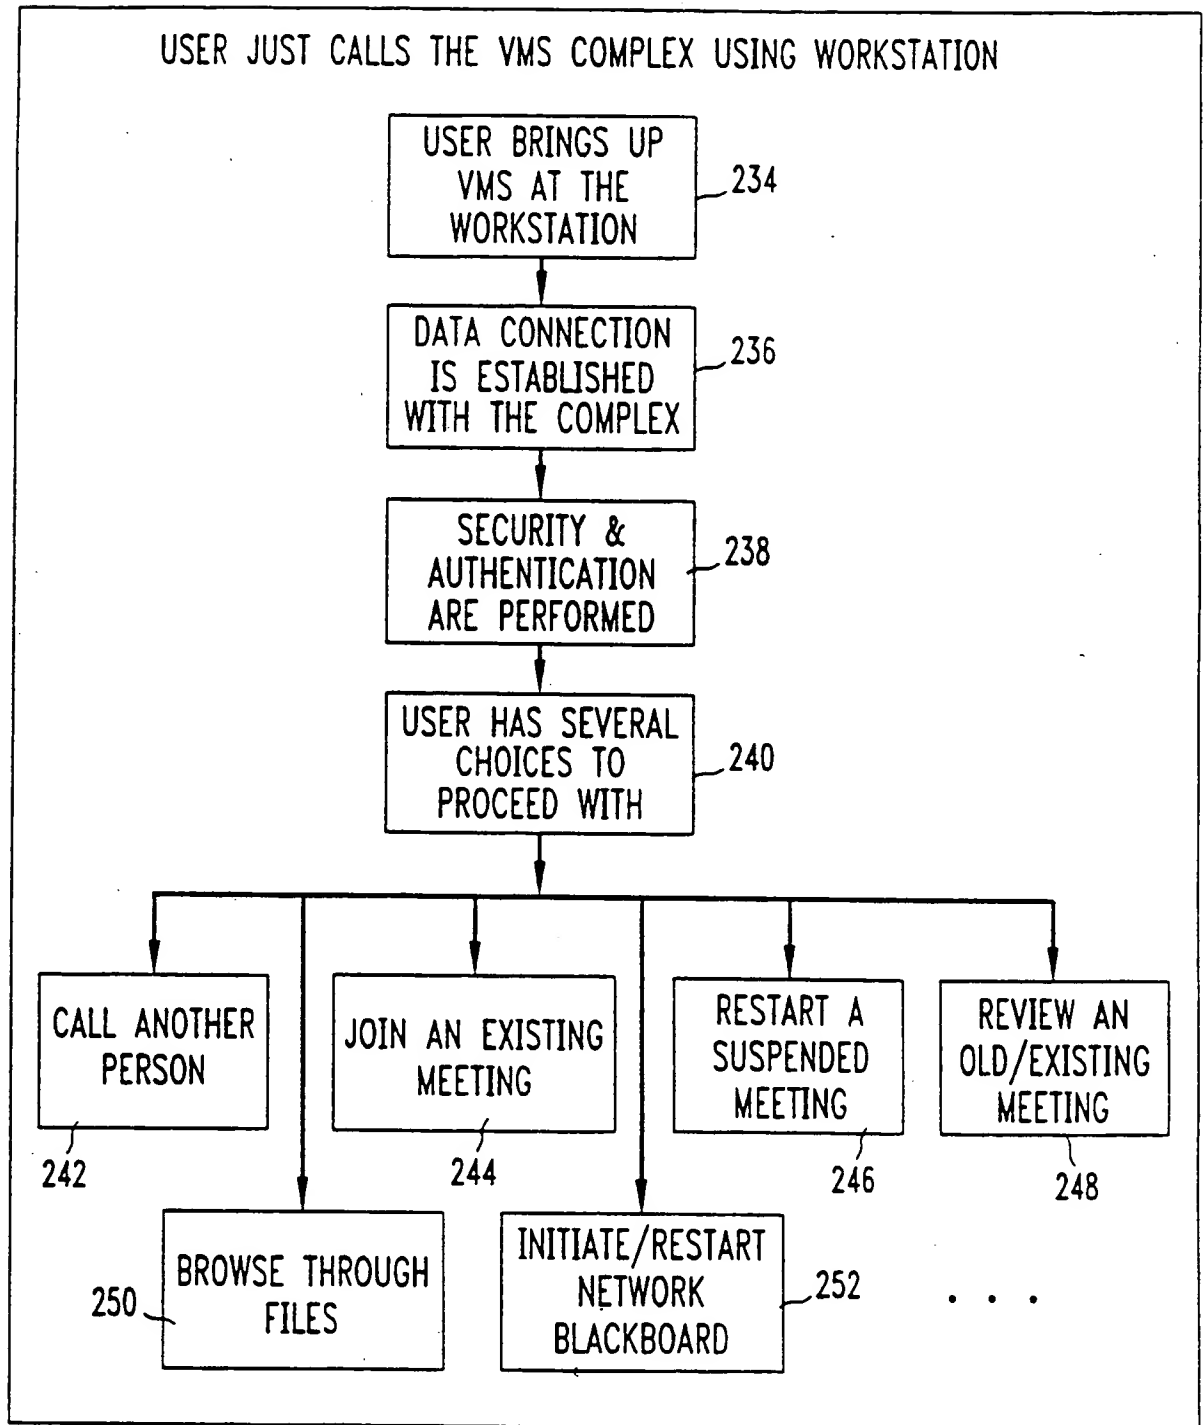 USER JUST CALLS THE VMS COMPLEX USING WORKSTATION
USER BRINGS UP
VMS AT THE
WORKSTATION
234
DATA CONNECTION
IS ESTABLISHED
WITH THE COMPLEX
236
SECURITY &
AUTHENTICATION
ARE PERFORMED
238
USER HAS SEVERAL
CHOICES TO
PROCEED WITH
240
CALL ANOTHER
PERSON
242
JOIN AN EXISTING
MEETING
244
RESTART A
SUSPENDED
MEETING
246
REVIEW AN
OLD/EXISTING
MEETING
248
BROWSE THROUGH
FILES
250
INITIATE/RESTART
NETWORK
BLACKBOARD
252
. . .